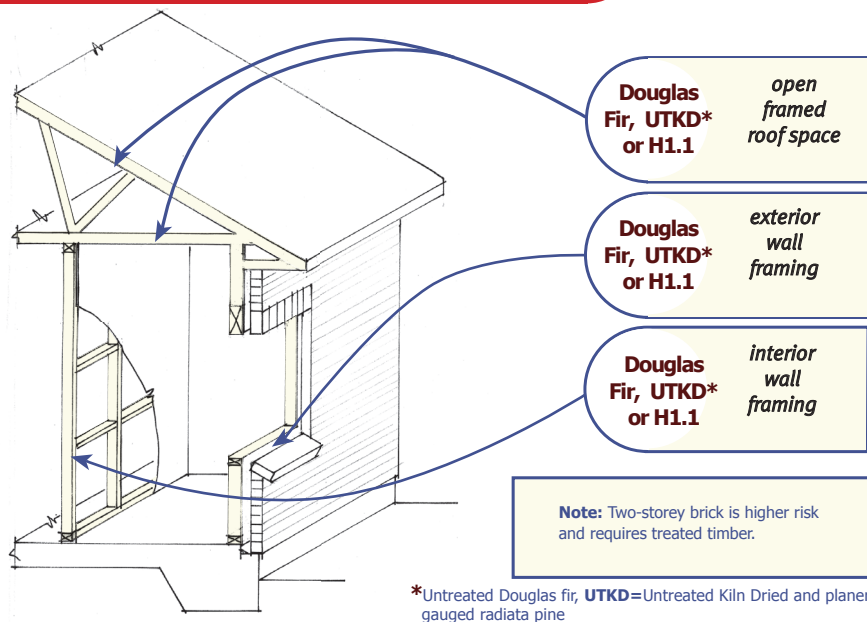 Douglas
Fir, UTKD*
or H1.1
open
framed
roof space
Douglas
Fir, UTKD*
or H1.1
exterior
wall
framing
Douglas
Fir, UTKD*
or H1.1
interior
wall
framing
Note: Two-storey brick is higher risk
and requires treated timber.
*Untreated Douglas fir, UTKD=Untreated Kiln Dried and planer
gauged radiata pine